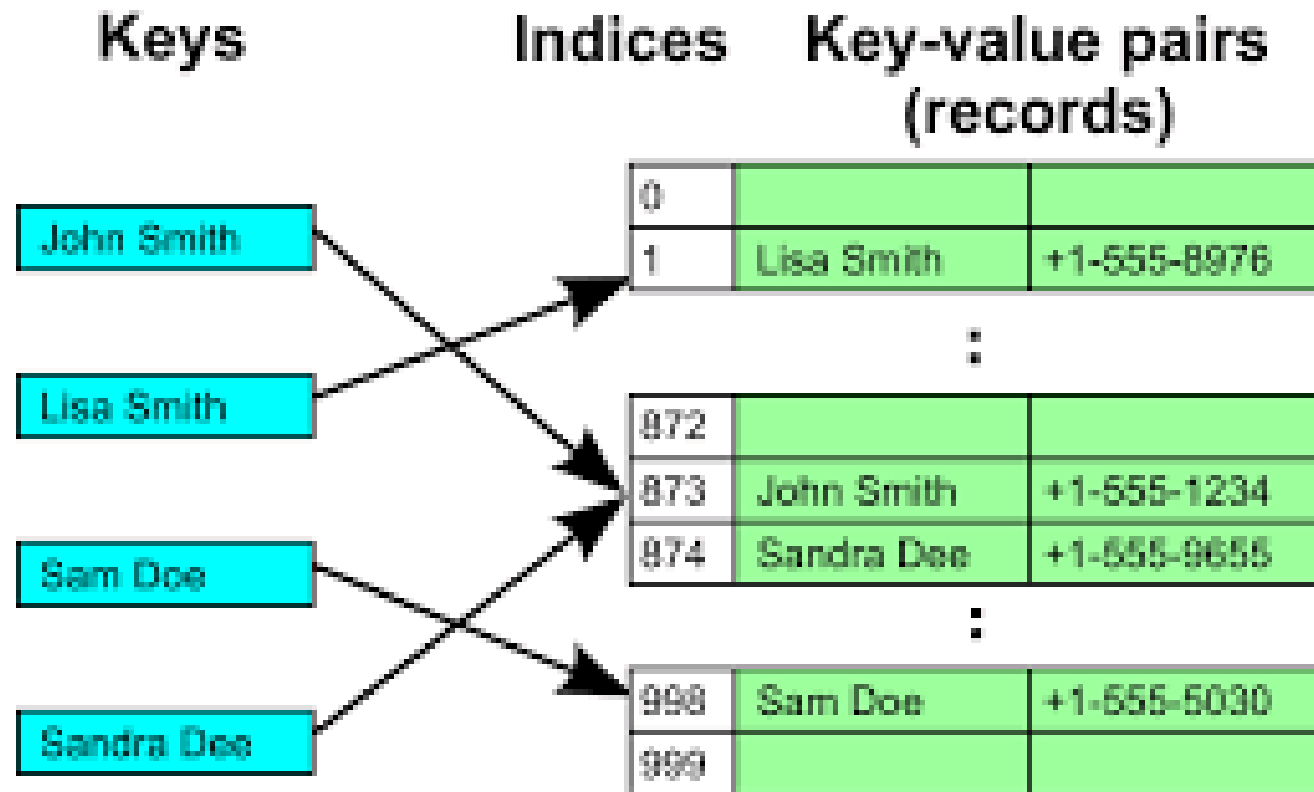 Keys
Indices
Key-value pairs
(records)
John Smith
Lisa Smith
Sam Doe
Sandra Dee
0
1 Lisa Smith +1-555-8976
:
872
873 John Smith +1-555-1234
874 Sandra Dee +1-555-9655
:
998 Sam Doe +1-555-5030
999